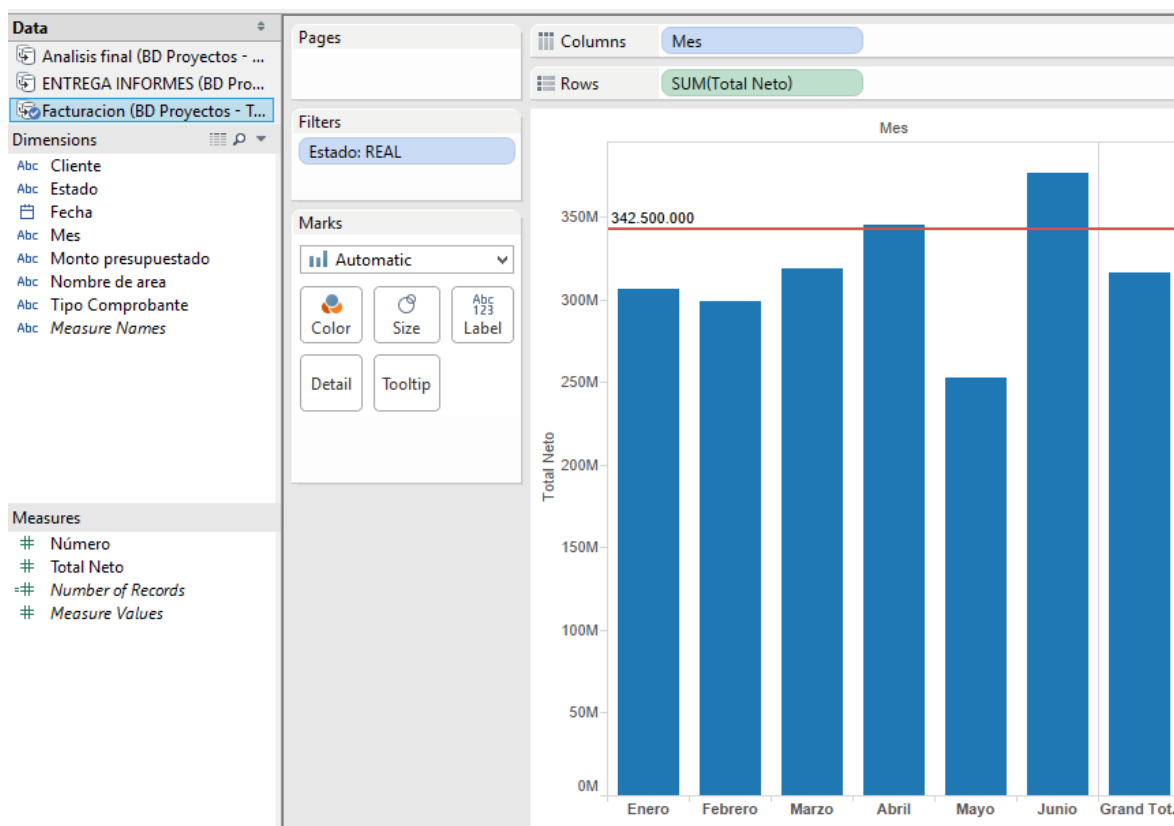 Data
Analisis final (BD Proyectos - ...
ENTREGA INFORMES (BD Pro...
Facturacion (BD Proyectos - T...
Dimensions
Abc Cliente
Abc Estado
Fecha
Abc Mes
Abc Monto presupuestado
Abc Nombre de area
Abc Tipo Comprobante
Abc Measure Names
Measures
# Número
# Total Neto
=# Number of Records
# Measure Values
Pages
Filters
Estado: REAL
Marks
Automatic
Color
Size
Abc
123
Label
Detail
Tooltip
Columns Mes
Rows SUM(Total Neto)
Mes
Total Neto
350M
300M
250M
200M
150M
100M
50M
0M
342.500.000
Enero Febrero Marzo Abril Mayo Junio Grand Tot.